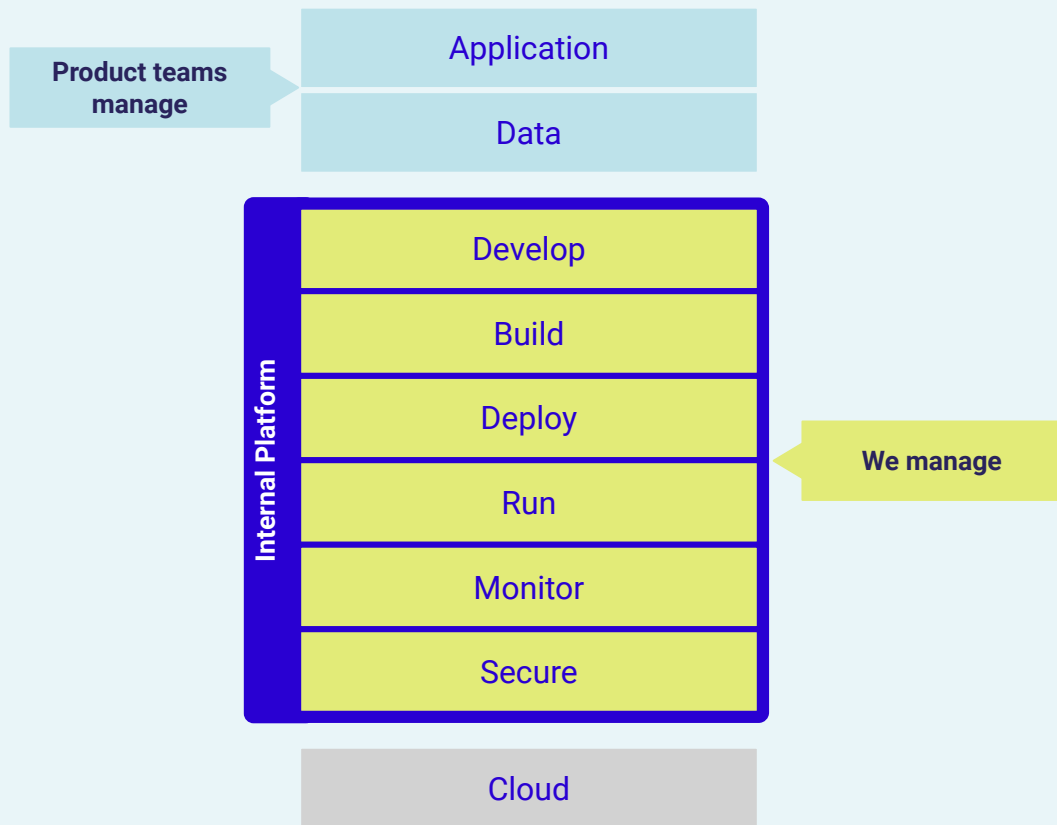 Application
Product teams
manage
Data
Internal Platform
Develop
Build
Deploy
We manage
Run
Monitor
Secure
Cloud